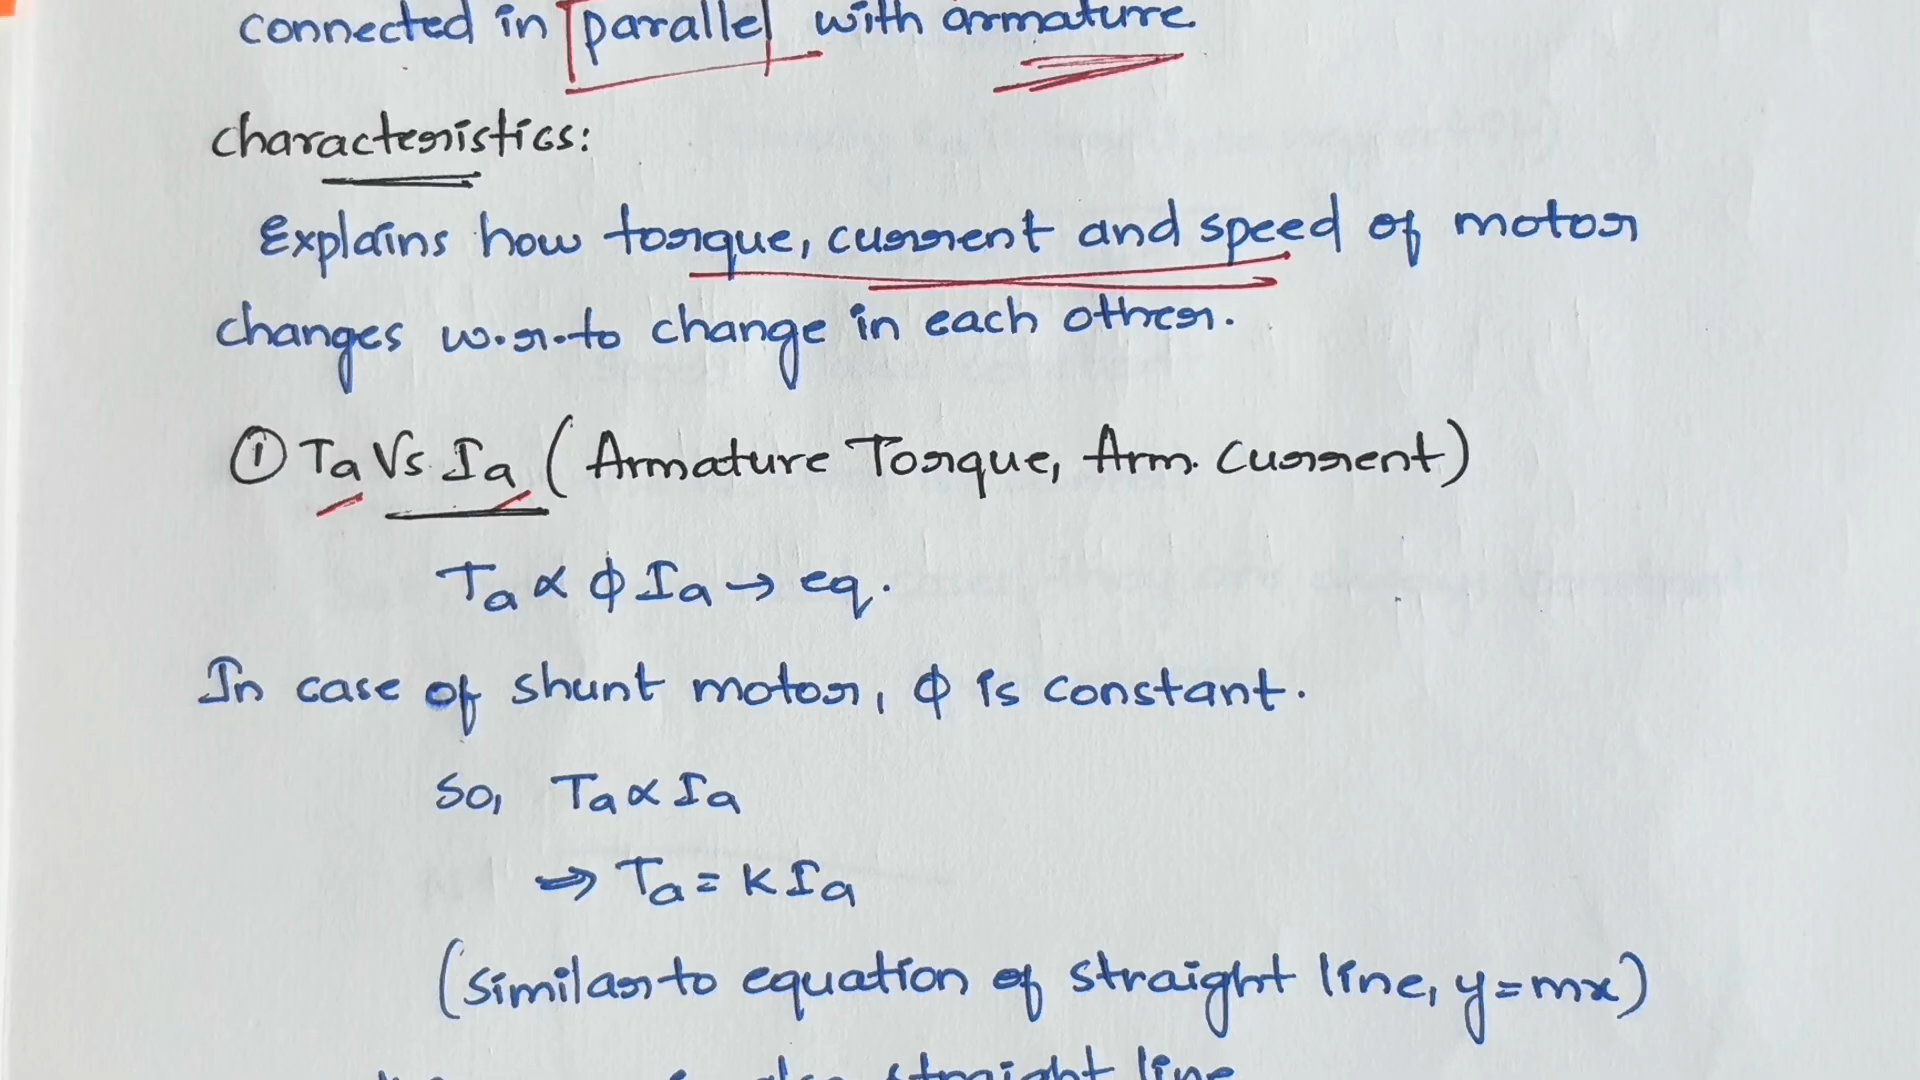 connected in parallel with armature
characteristics:
Explains how torque, current and speed of motor
changes w.r.to change in each other.
① Ta Vs Ia (Armature Torque, Arm. Current)
Ta ∝ ϕ Ia → eq.
In case of shunt motor, ϕ is constant.
So, Ta ∝ Ia
⇒ Ta = K Ia
(Similar to equation of straight line, y = mx)
straight line